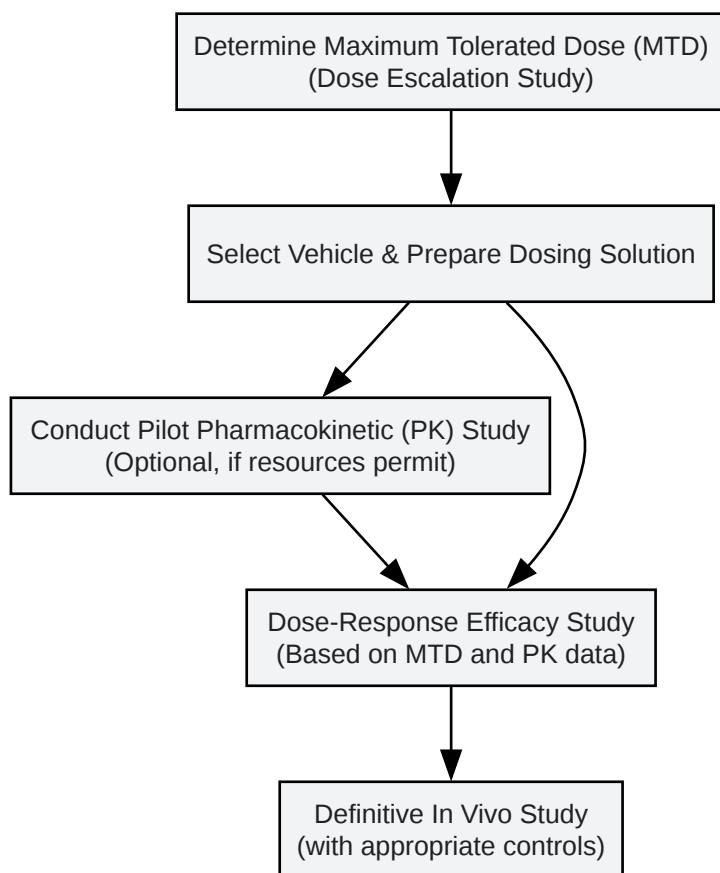 Determine Maximum Tolerated Dose (MTD)
(Dose Escalation Study)
Select Vehicle & Prepare Dosing Solution
Conduct Pilot Pharmacokinetic (PK) Study
(Optional, if resources permit)
Dose-Response Efficacy Study
(Based on MTD and PK data)
Definitive In Vivo Study
(with appropriate controls)